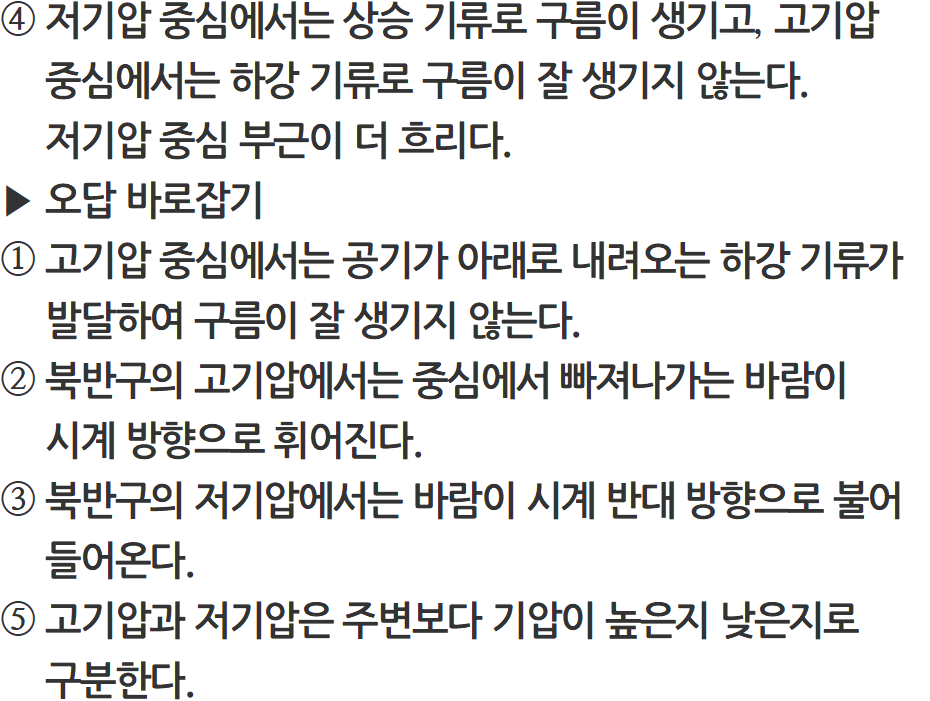 ④ 저기압 중심에서는 상승 기류로 구름이 생기고, 고기압
중심에서는 하강 기류로 구름이 잘 생기지 않는다.
저기압 중심 부근이 더 흐리다.
▶ 오답 바로잡기
① 고기압 중심에서는 공기가 아래로 내려오는 하강 기류가
발달하여 구름이 잘 생기지 않는다.
② 북반구의 고기압에서는 중심에서 빠져나가는 바람이
시계 방향으로 휘어진다.
③ 북반구의 저기압에서는 바람이 시계 반대 방향으로 불어
들어온다.
⑤ 고기압과 저기압은 주변보다 기압이 높은지 낮은지로
구분한다.